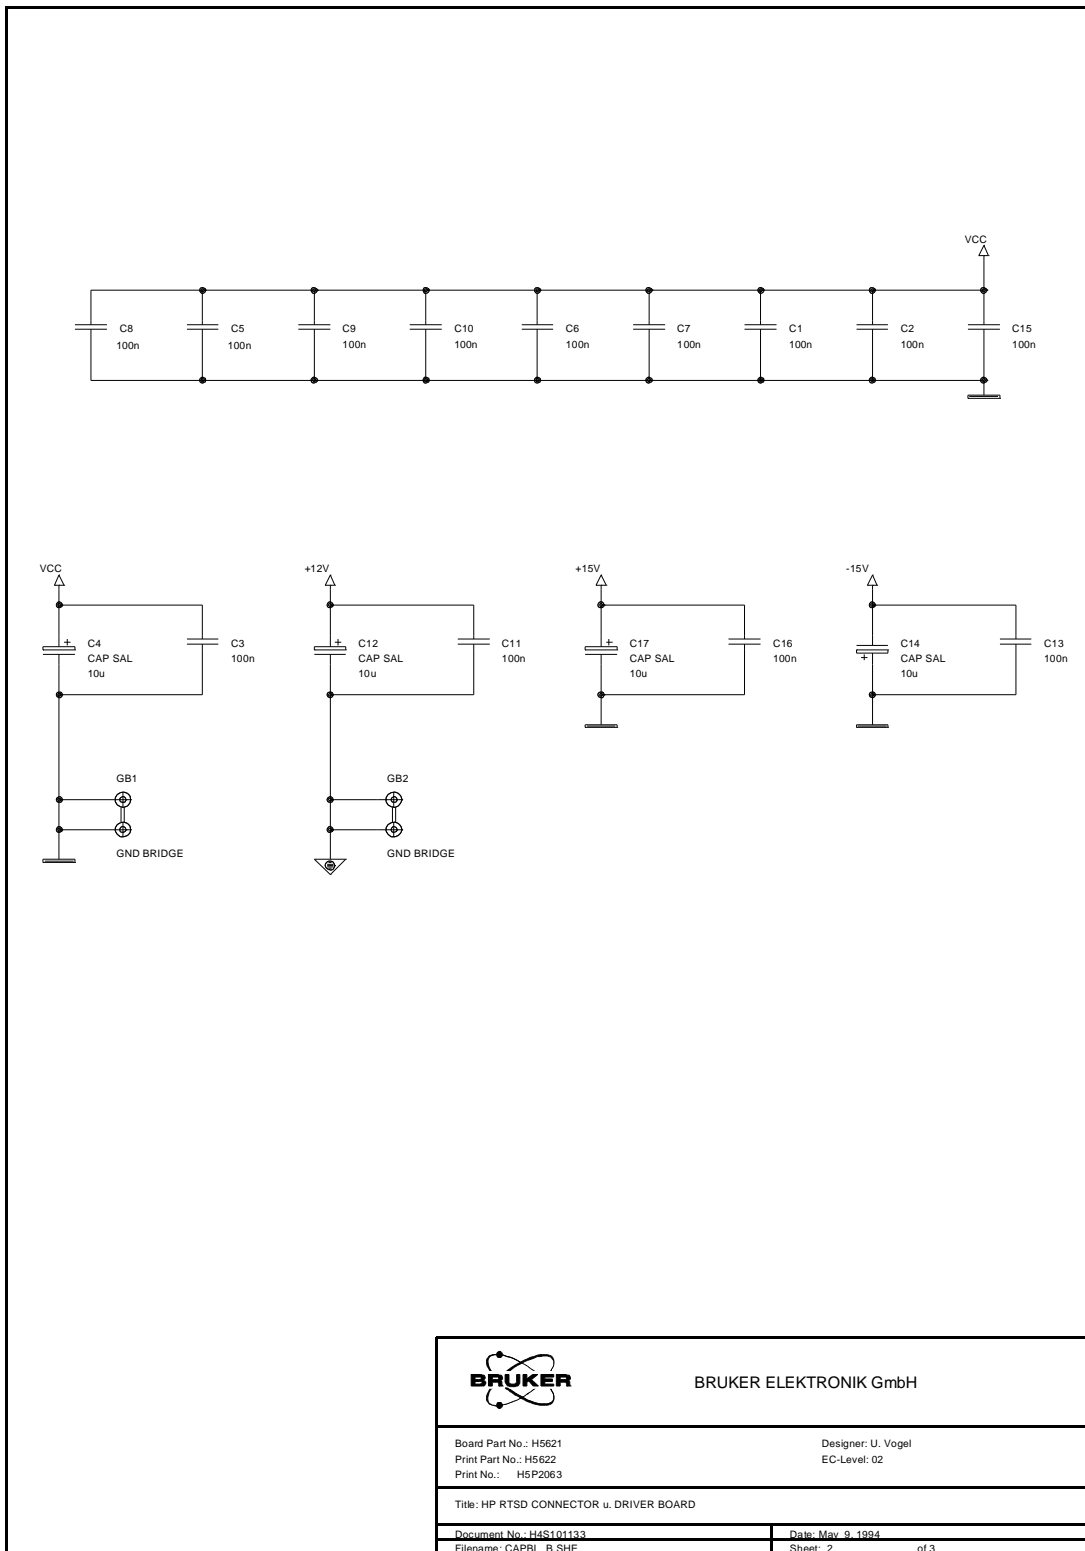 VCC
C8 C5 C9 C10 C6 C7 C1 C2 C15
100n 100n 100n 100n 100n 100n 100n 100n 100n
VCC +12V +15V -15V
+ C4 C3 + C12 C11 + C17 C16 C14 C13
CAP SAL 100n CAP SAL 100n CAP SAL 100n + CAP SAL 100n
10u 10u 10u 10u
GB1 GB2
GND BRIDGE GND BRIDGE
BRUKER BRUKER ELEKTRONIK GmbH
Board Part No.: H5621 Designer: U. Vogel
Print Part No.: H5622 EC-Level: 02
Print No.: H5P2063
Title: HP RTSD CONNECTOR u. DRIVER BOARD
Document No.: H4S101133 Date: May 9, 1994
Filename: CAPBL_B.SHE Sheet: 2 of 3